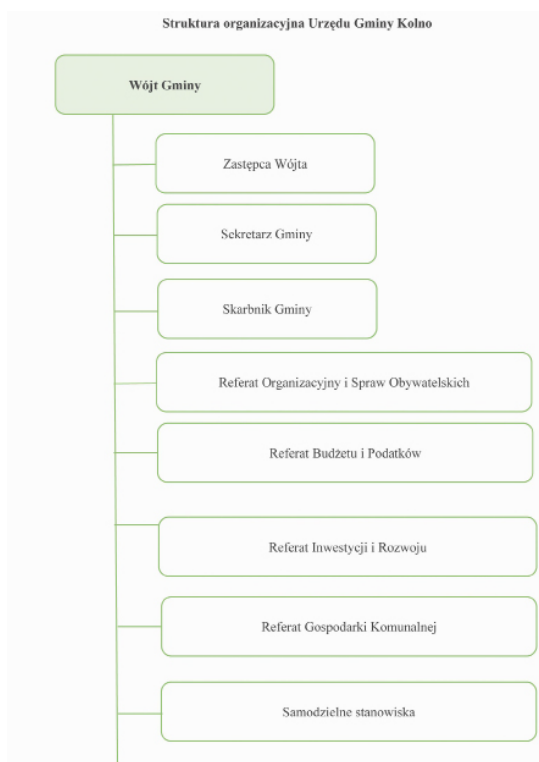 Struktura organizacyjna Urzędu Gminy Kolno
Wójt Gminy
Zastępca Wójta
Sekretarz Gminy
Skarbnik Gminy
Referat Organizacyjny i Spraw Obywatelskich
Referat Budżetu i Podatków
Referat Inwestycji i Rozwoju
Referat Gospodarki Komunalnej
Samodzielne stanowiska